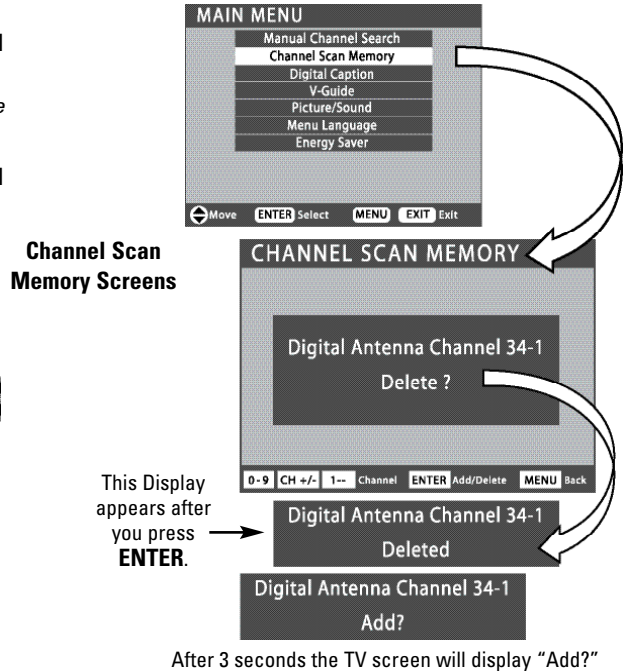 MAIN MENU
Manual Channel Search
Channel Scan Memory
Digital Caption
V-Guide
Picture/Sound
Menu Language
Energy Saver
Move ENTER Select MENU EXIT Exit
Channel Scan
Memory Screens
CHANNEL SCAN MEMORY
Digital Antenna Channel 34-1
Delete ?
0-9 CH +/- 1-- Channel ENTER Add/Delete MENU Back
This Display
appears after
you press
ENTER.
Digital Antenna Channel 34-1
Deleted
Digital Antenna Channel 34-1
Add?
After 3 seconds the TV screen will display “Add?”